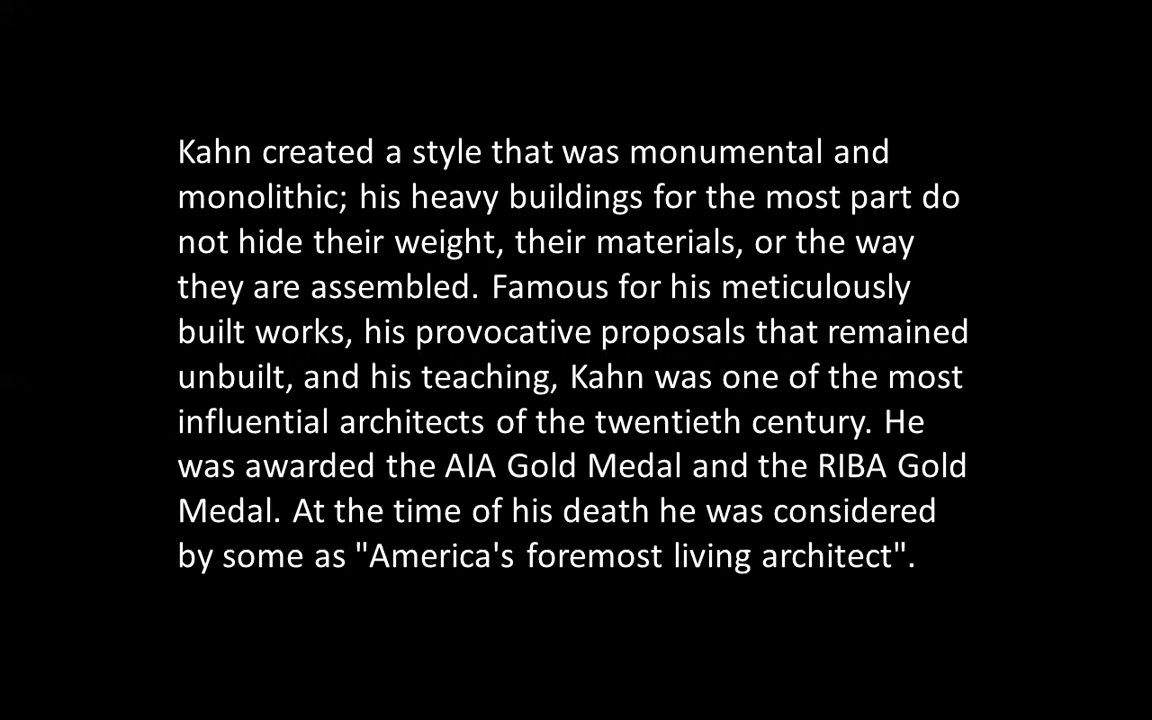 Kahn created a style that was monumental and
monolithic; his heavy buildings for the most part do
not hide their weight, their materials, or the way
they are assembled. Famous for his meticulously
built works, his provocative proposals that remained
unbuilt, and his teaching, Kahn was one of the most
influential architects of the twentieth century. He
was awarded the AIA Gold Medal and the RIBA Gold
Medal. At the time of his death he was considered
by some as "America's foremost living architect".